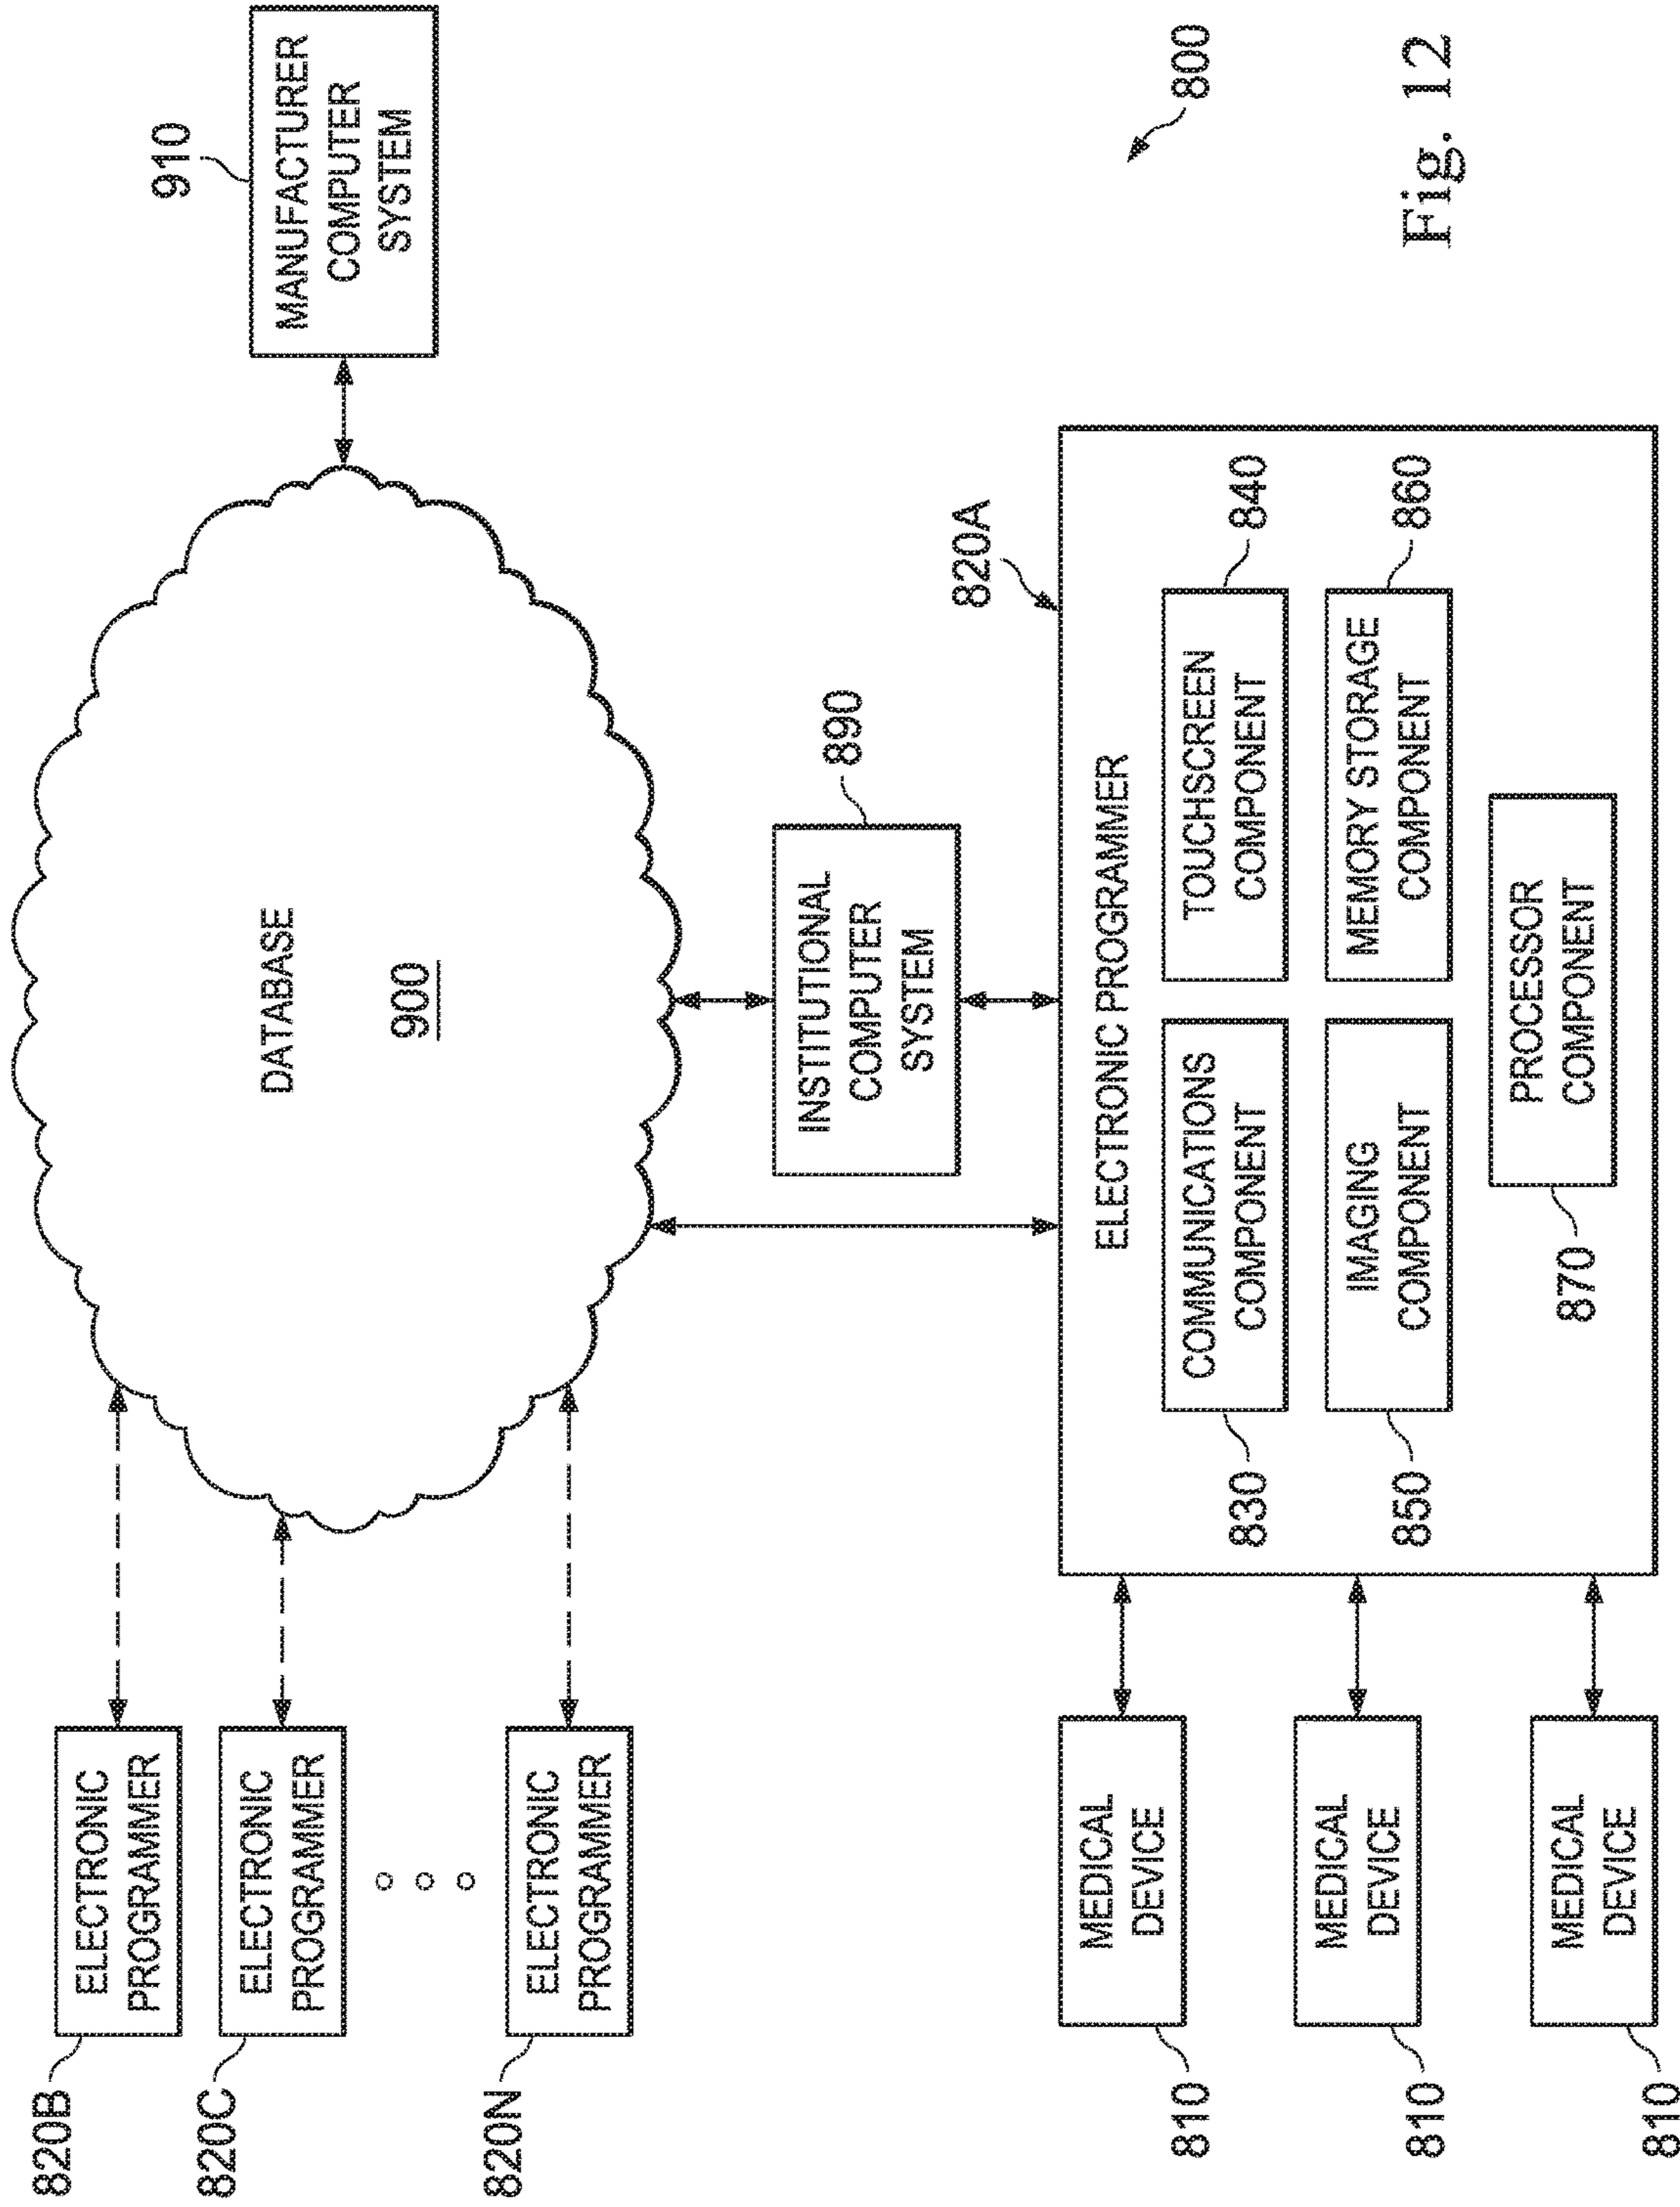 820B
ELECTRONIC
PROGRAMMER
820C
ELECTRONIC
PROGRAMMER
820N
ELECTRONIC
PROGRAMMER
DATABASE
900
910
MANUFACTURER
COMPUTER
SYSTEM
INSTITUTIONAL
COMPUTER
SYSTEM
890
820A
ELECTRONIC PROGRAMMER
830
COMMUNICATIONS
COMPONENT
TOUCHSCREEN
COMPONENT
840
850
IMAGING
COMPONENT
MEMORY STORAGE
COMPONENT
860
870
PROCESSOR
COMPONENT
810
MEDICAL
DEVICE
810
MEDICAL
DEVICE
810
MEDICAL
DEVICE
800
Fig. 12